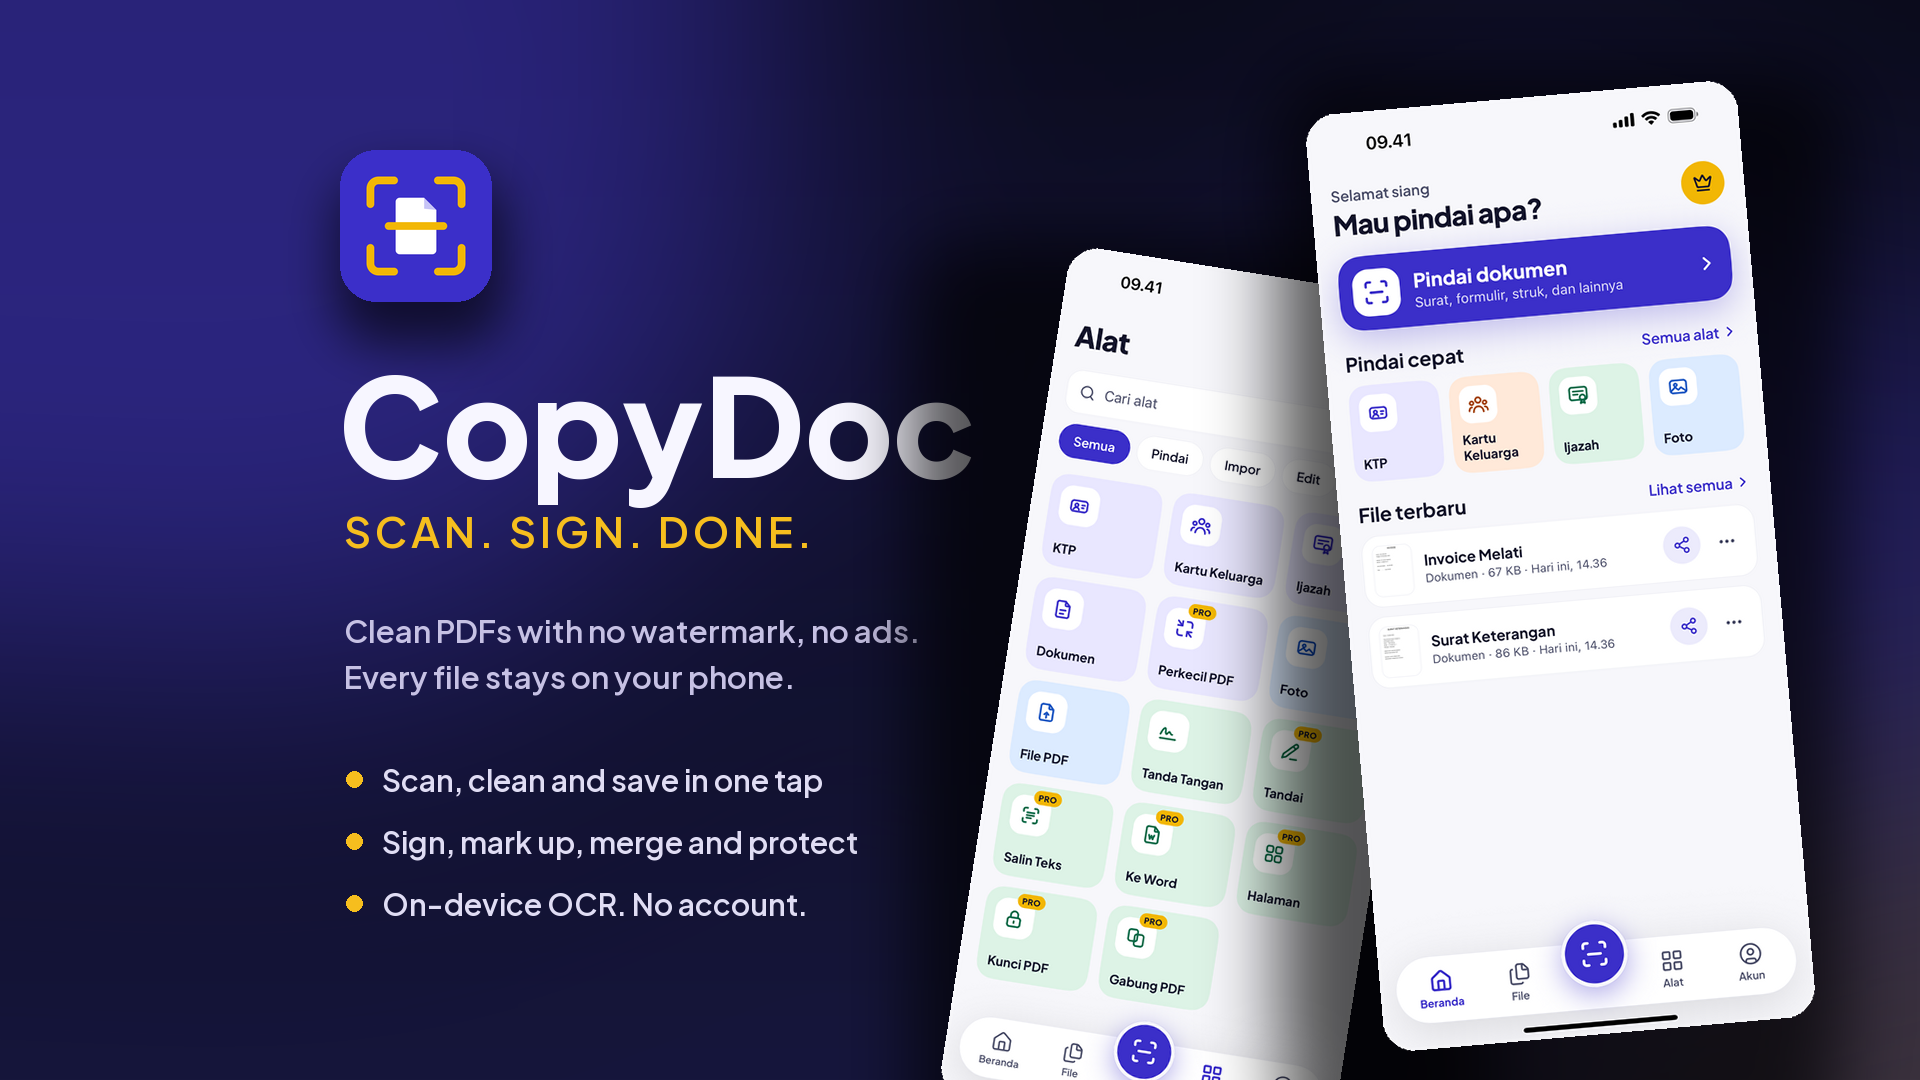 CopyDoc
SCAN. SIGN. DONE.
Clean PDFs with no watermark, no ads.
Every file stays on your phone.
Scan, clean and save in one tap
Sign, mark up, merge and protect
On-device OCR. No account.
09.41
Alat
Cari alat
Semua
Pindai
Impor
Edit
KTP
Kartu Keluarga
Ijazah
Dokumen
PRO
Perkecil PDF
Foto
File PDF
Tanda Tangan
PRO
Tandai
PRO
Salin Teks
PRO
Ke Word
PRO
Halaman
PRO
Kunci PDF
PRO
Gabung PDF
Beranda
File
09.41
Selamat siang
Mau pindai apa?
Pindai dokumen
Surat, formulir, struk, dan lainnya
Pindai cepat
Semua alat
KTP
Kartu
Keluarga
Ijazah
Foto
File terbaru
Lihat semua
Invoice Melati
Dokumen · 67 KB · Hari ini, 14.36
Surat Keterangan
Dokumen · 86 KB · Hari ini, 14.36
Beranda
File
Alat
Akun